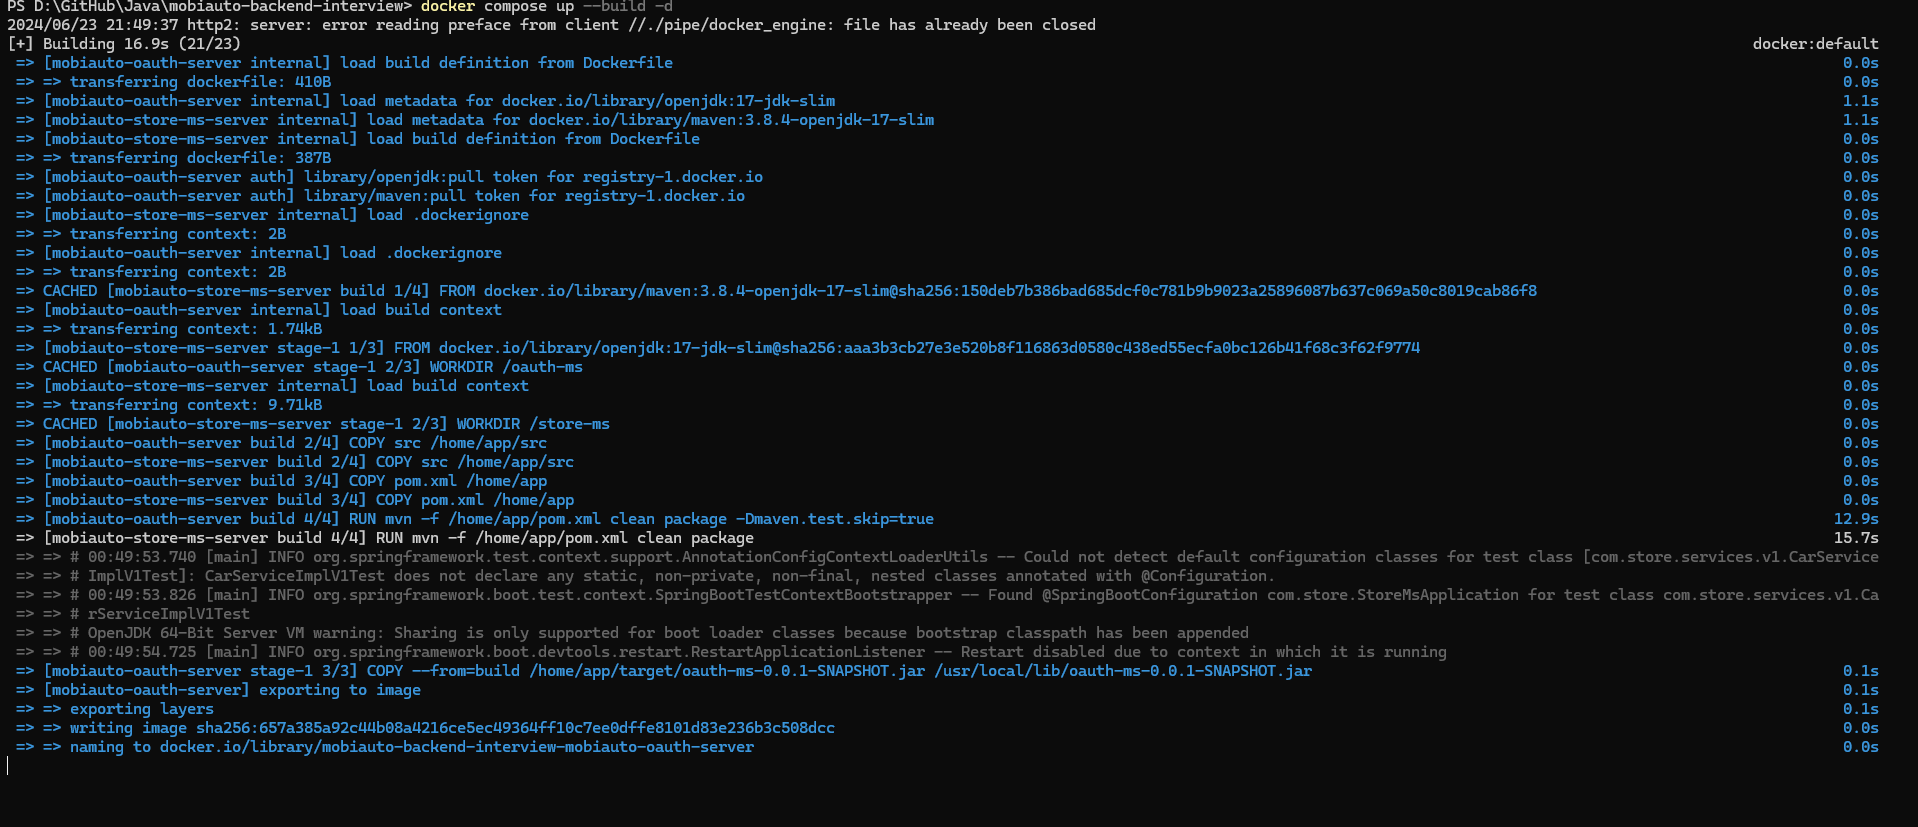 PS D:\GitHub\Java\mobiauto-backend-interview> docker compose up --build -d
2024/06/23 21:49:37 http2: server: error reading preface from client //./pipe/docker_engine: file has already been closed
[+] Building 16.9s (21/23) docker:default
=> [mobiauto-oauth-server internal] load build definition from Dockerfile 0.0s
=> => transferring dockerfile: 410B 0.0s
=> [mobiauto-oauth-server internal] load metadata for docker.io/library/openjdk:17-jdk-slim 1.1s
=> [mobiauto-store-ms-server internal] load metadata for docker.io/library/maven:3.8.4-openjdk-17-slim 1.1s
=> [mobiauto-store-ms-server internal] load build definition from Dockerfile 0.0s
=> => transferring dockerfile: 387B 0.0s
=> [mobiauto-oauth-server auth] library/openjdk:pull token for registry-1.docker.io 0.0s
=> [mobiauto-oauth-server auth] library/maven:pull token for registry-1.docker.io 0.0s
=> [mobiauto-store-ms-server internal] load .dockerignore 0.0s
=> => transferring context: 2B 0.0s
=> [mobiauto-oauth-server internal] load .dockerignore 0.0s
=> => transferring context: 2B 0.0s
=> CACHED [mobiauto-store-ms-server build 1/4] FROM docker.io/library/maven:3.8.4-openjdk-17-slim@sha256:150deb7b386bad685dcf0c781b9b9023a25896087b637c069a50c8019cab86f8 0.0s
=> [mobiauto-oauth-server internal] load build context 0.0s
=> => transferring context: 1.74kB 0.0s
=> [mobiauto-store-ms-server stage-1 1/3] FROM docker.io/library/openjdk:17-jdk-slim@sha256:aaa3b3cb27e3e520b8f116863d0580c438ed55ecfa0bc126b41f68c3f62f9774 0.0s
=> CACHED [mobiauto-oauth-server stage-1 2/3] WORKDIR /oauth-ms 0.0s
=> [mobiauto-store-ms-server internal] load build context 0.0s
=> => transferring context: 9.71kB 0.0s
=> CACHED [mobiauto-store-ms-server stage-1 2/3] WORKDIR /store-ms 0.0s
=> [mobiauto-oauth-server build 2/4] COPY src /home/app/src 0.0s
=> [mobiauto-store-ms-server build 2/4] COPY src /home/app/src 0.0s
=> [mobiauto-oauth-server build 3/4] COPY pom.xml /home/app 0.0s
=> [mobiauto-store-ms-server build 3/4] COPY pom.xml /home/app 0.0s
=> [mobiauto-oauth-server build 4/4] RUN mvn -f /home/app/pom.xml clean package -Dmaven.test.skip=true 12.9s
=> [mobiauto-store-ms-server build 4/4] RUN mvn -f /home/app/pom.xml clean package 15.7s
=> => # 00:49:53.740 [main] INFO org.springframework.test.context.support.AnnotationConfigContextLoaderUtils -- Could not detect default configuration classes for test class [com.store.services.v1.CarService
=> => # ImplV1Test]: CarServiceImplV1Test does not declare any static, non-private, non-final, nested classes annotated with @Configuration.
=> => # 00:49:53.826 [main] INFO org.springframework.boot.test.context.SpringBootTestContextBootstrapper -- Found @SpringBootConfiguration com.store.StoreMsApplication for test class com.store.services.v1.Ca
=> => # rServiceImplV1Test
=> => # OpenJDK 64-Bit Server VM warning: Sharing is only supported for boot loader classes because bootstrap classpath has been appended
=> => # 00:49:54.725 [main] INFO org.springframework.boot.devtools.restart.RestartApplicationListener -- Restart disabled due to context in which it is running
=> [mobiauto-oauth-server stage-1 3/3] COPY --from=build /home/app/target/oauth-ms-0.0.1-SNAPSHOT.jar /usr/local/lib/oauth-ms-0.0.1-SNAPSHOT.jar 0.1s
=> [mobiauto-oauth-server] exporting to image 0.1s
=> => exporting layers 0.1s
=> => writing image sha256:657a385a92c44b08a4216ce5ec49364ff10c7ee0dffe8101d83e236b3c508dcc 0.0s
=> => naming to docker.io/library/mobiauto-backend-interview-mobiauto-oauth-server 0.0s